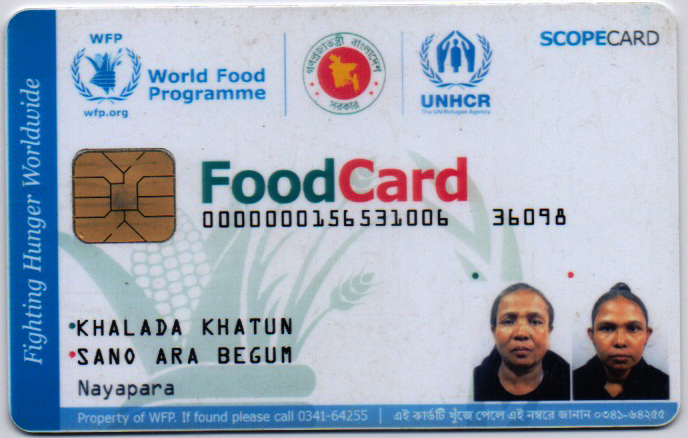 WFP
World Food
Programme
wfp.org
গণপ্রজাতন্ত্রী বাংলাদেশ
সরকার
UNHCR
The UN Refugee Agency
SCOPECARD
Fighting Hunger Worldwide
FoodCard
0000000156531006 36098
KHALADA KHATUN
SANO ARA BEGUM
Nayapara
Property of WFP. If found please call 0341-64255 | এই কার্ডটি খুঁজে পেলে এই নম্বরে জানান ০৩৪১-৬৪২৫৫